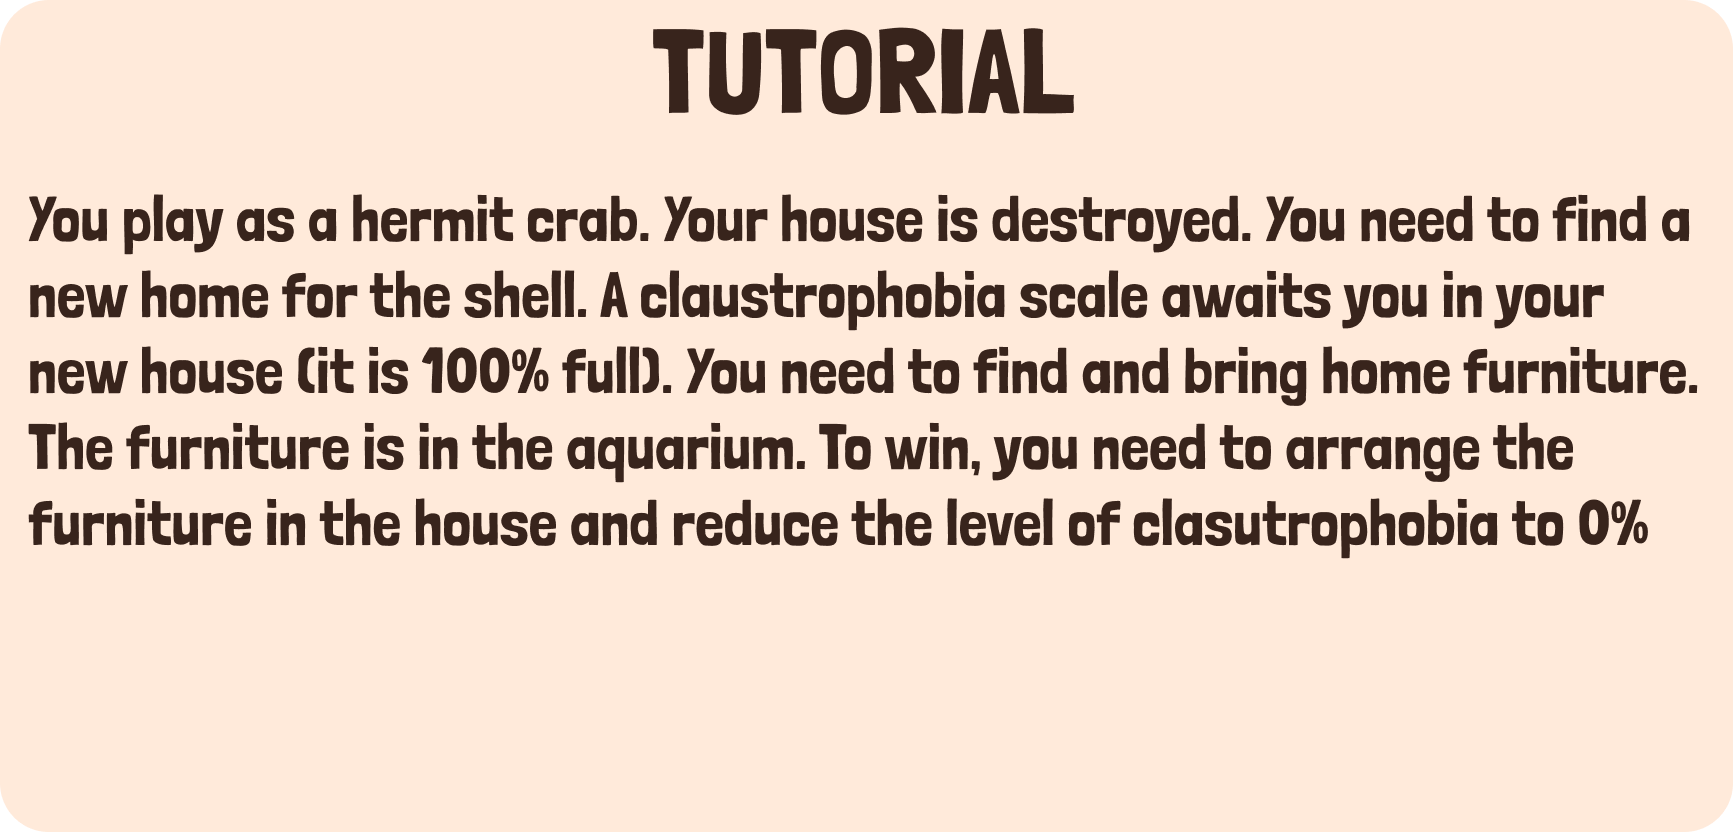 TUTORIAL
You play as a hermit crab. Your house is destroyed. You need to find a
new home for the shell. A claustrophobia scale awaits you in your
new house (it is 100% full). You need to find and bring home furniture.
The furniture is in the aquarium. To win, you need to arrange the
furniture in the house and reduce the level of clasutrophobia to 0%